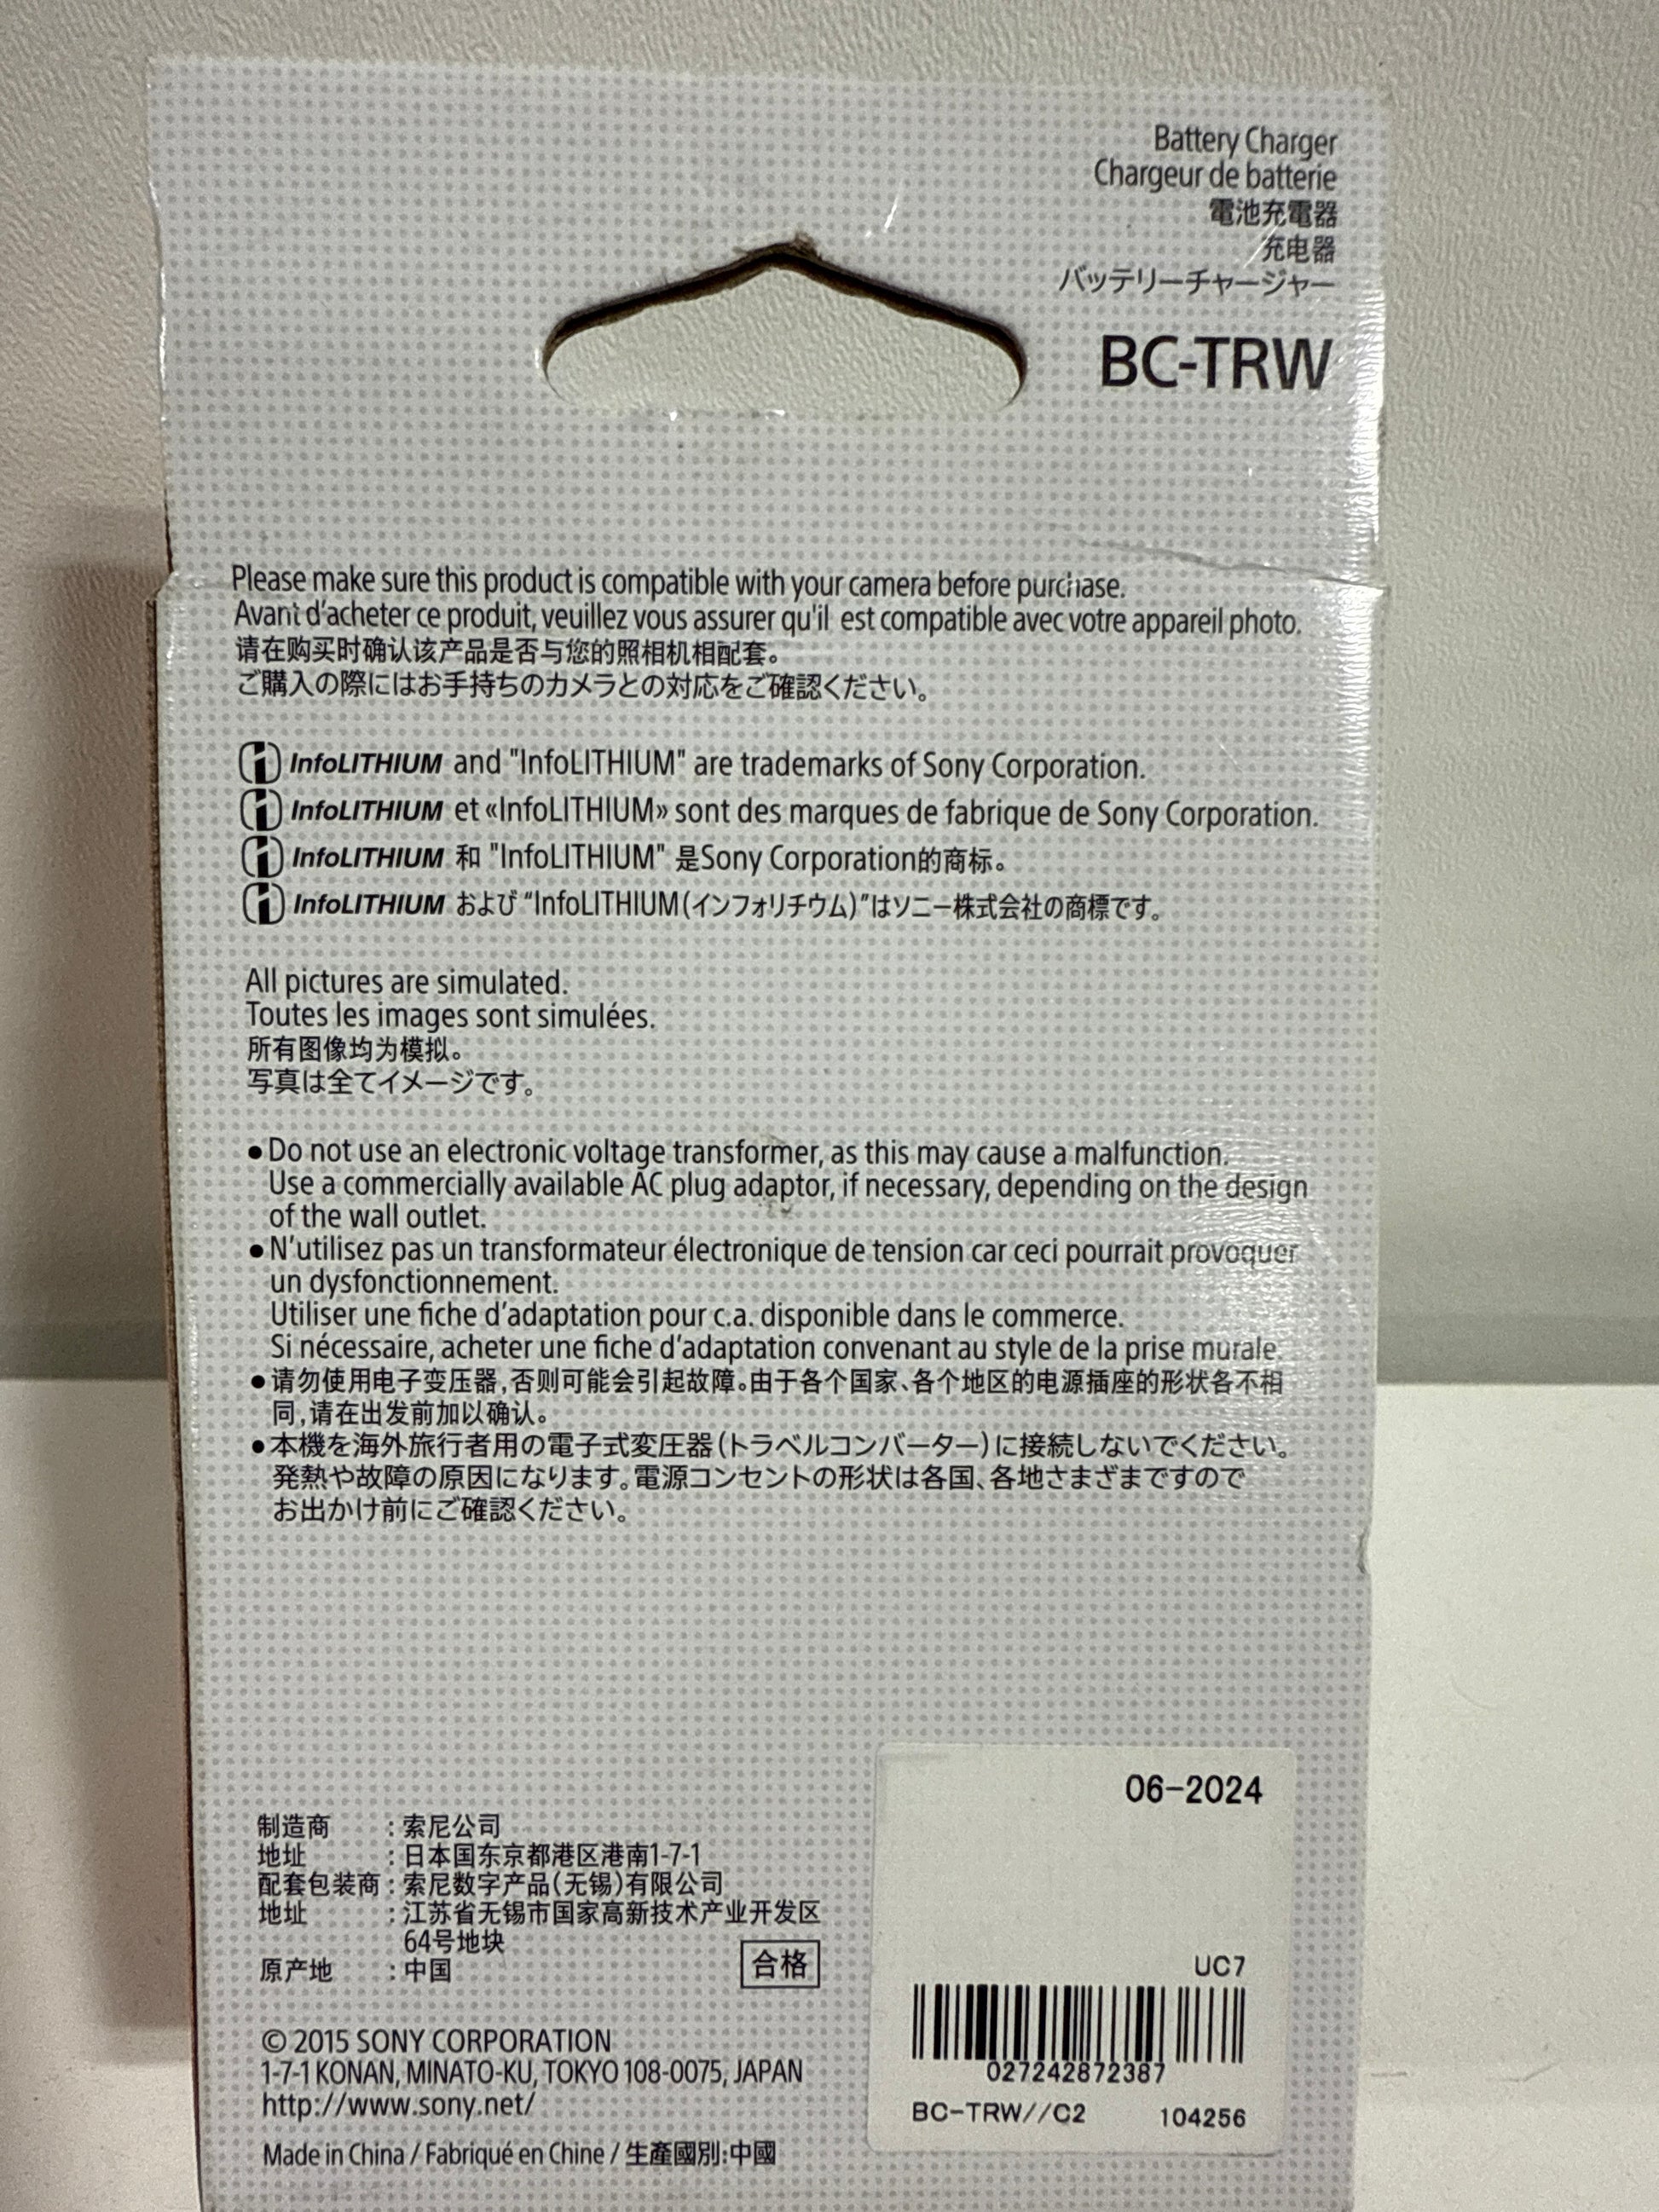 Battery Charger
Chargeur de batterie
電池充電器
充电器
バッテリーチャージャー
BC-TRW
Please make sure this product is compatible with your camera before purchase.
Avant d'acheter ce produit, veuillez vous assurer qu'il est compatible avec votre appareil photo.
请在购买时确认该产品是否与您的照相机相配套。
ご購入の際にはお手持ちのカメラとの対応をご確認ください。
InfoLITHIUM and "InfoLITHIUM" are trademarks of Sony Corporation.
InfoLITHIUM et «InfoLITHIUM» sont des marques de fabrique de Sony Corporation.
InfoLITHIUM 和 "InfoLITHIUM" 是Sony Corporation的商标。
InfoLITHIUM および “InfoLITHIUM(インフォリチウム)”はソニー株式会社の商標です。
All pictures are simulated.
Toutes les images sont simulées.
所有图像均为模拟。
写真は全てイメージです。
●Do not use an electronic voltage transformer, as this may cause a malfunction.
Use a commercially available AC plug adaptor, if necessary, depending on the design
of the wall outlet.
●N'utilisez pas un transformateur électronique de tension car ceci pourrait provoquer
un dysfonctionnement.
Utiliser une fiche d'adaptation pour c.a. disponible dans le commerce.
Si nécessaire, acheter une fiche d'adaptation convenant au style de la prise murale.
●请勿使用电子变压器,否则可能会引起故障。由于各个国家、各个地区的电源插座的形状各不相
同,请在出发前加以确认。
●本機を海外旅行者用の電子式変圧器(トラベルコンバーター)に接続しないでください。
発熱や故障の原因になります。電源コンセントの形状は各国、各地さまざまですので
お出かけ前にご確認ください。
制造商 : 索尼公司
地址 : 日本国东京都港区港南1-7-1
配套包装商 : 索尼数字产品(无锡)有限公司
地址 : 江苏省无锡市国家高新技术产业开发区
64号地块
原产地 : 中国
合格
© 2015 SONY CORPORATION
1-7-1 KONAN, MINATO-KU, TOKYO 108-0075, JAPAN
http://www.sony.net/
Made in China / Fabriqué en Chine / 生產國別:中國
06-2024
UC7
027242872387
BC-TRW//C2 104256